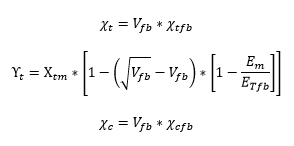 χ_t = V_fb * χ_tfb
ϒ_t = Χ_tm * [1 − (√V_fb − V_fb) * [1 − E_m / E_Tfb]]
χ_c = V_fb * χ_cfb